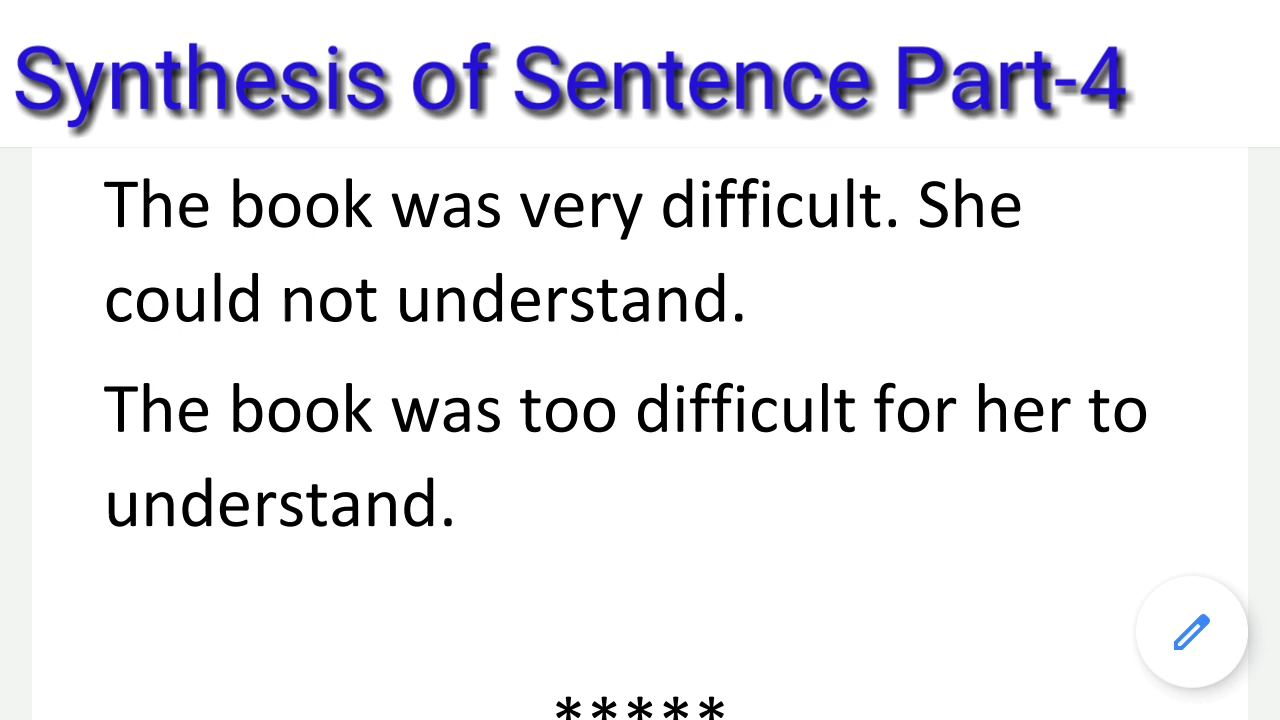 Synthesis of Sentence Part-4
The book was very difficult. She
could not understand.
The book was too difficult for her to
understand.
*****